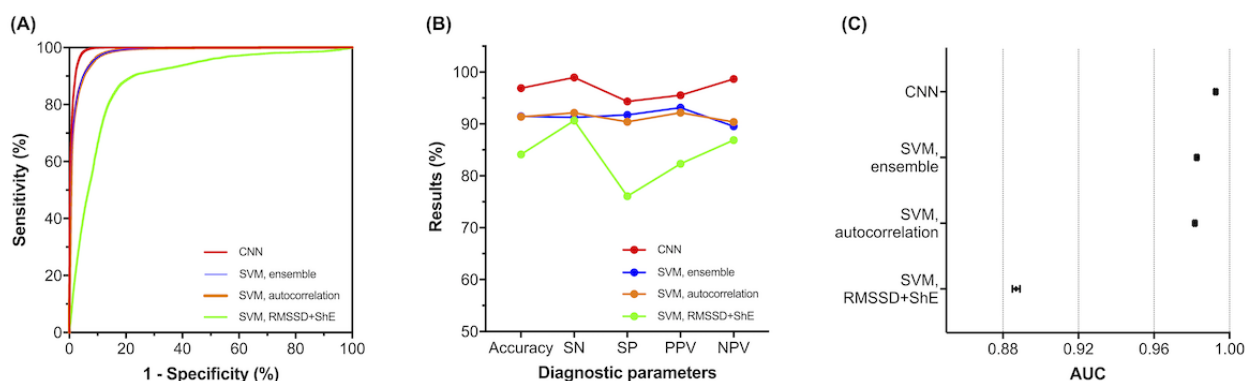 (A)
100
80
60
40
20
0
Sensitivity (%)
CNN
SVM, ensemble
SVM, autocorrelation
SVM, RMSSD+ShE
0 20 40 60 80 100
1 - Specificity (%)
(B)
100
90
80
70
60
50
Results (%)
CNN
SVM, ensemble
SVM, autocorrelation
SVM, RMSSD+ShE
Accuracy SN SP PPV NPV
Diagnostic parameters
(C)
CNN
SVM,
ensemble
SVM,
autocorrelation
SVM,
RMSSD+ShE
0.88 0.92 0.96 1.00
AUC